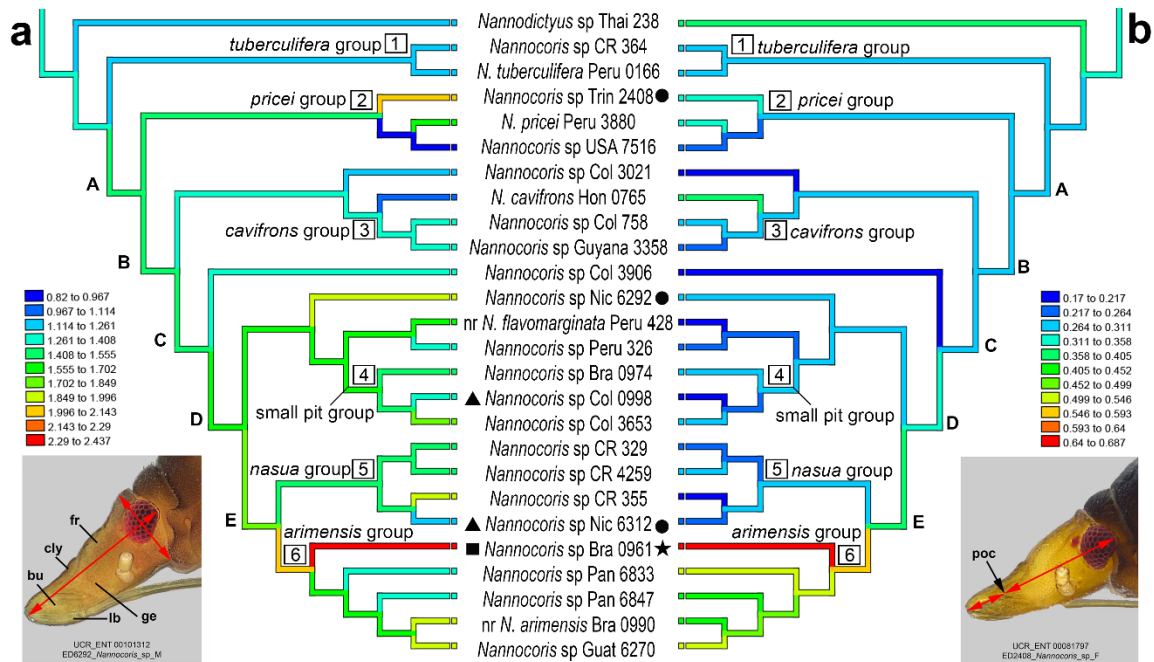 a
b
Nannodictyus sp Thai 238
tuberculifera group 1
Nannocoris sp CR 364
1 tuberculifera group
N. tuberculifera Peru 0166
pricei group 2
Nannocoris sp Trin 2408
2 pricei group
N. pricei Peru 3880
Nannocoris sp USA 7516
A
Nannocoris sp Col 3021
A
N. cavifrons Hon 0765
Nannocoris sp Col 758
cavifrons group 3
3 cavifrons group
Nannocoris sp Guyana 3358
B
B
Nannocoris sp Col 3906
Nannocoris sp Nic 6292
nr N. flavomarginata Peru 428
C
Nannocoris sp Peru 326
C
4
Nannocoris sp Bra 0974
4
small pit group
Nannocoris sp Col 0998
small pit group
D
Nannocoris sp Col 3653
D
Nannocoris sp CR 329
nasua group 5
Nannocoris sp CR 4259
5 nasua group
Nannocoris sp CR 355
E
Nannocoris sp Nic 6312
E
arimensis group
6
Nannocoris sp Bra 0961
arimensis group
6
Nannocoris sp Pan 6833
Nannocoris sp Pan 6847
nr N. arimensis Bra 0990
Nannocoris sp Guat 6270
0.82 to 0.967
0.967 to 1.114
1.114 to 1.261
1.261 to 1.408
1.408 to 1.555
1.555 to 1.702
1.702 to 1.849
1.849 to 1.996
1.996 to 2.143
2.143 to 2.29
2.29 to 2.437
0.17 to 0.217
0.217 to 0.264
0.264 to 0.311
0.311 to 0.358
0.358 to 0.405
0.405 to 0.452
0.452 to 0.499
0.499 to 0.546
0.546 to 0.593
0.593 to 0.64
0.64 to 0.687
fr
cly
bu
lb
ge
UCR_ENT 00101312
ED6292_Nannocoris_sp_M
poc
UCR_ENT 00081797
ED2408_Nannocoris_sp_F